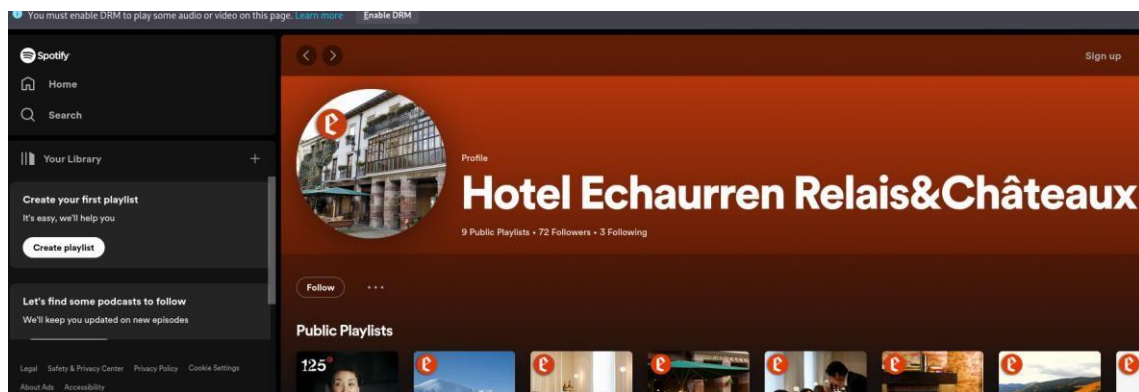 You must enable DRM to play some audio or video on this page. Learn more Enable DRM
Spotify
Home
Search
Your Library
Create your first playlist
It's easy, we'll help you
Create playlist
Let's find some podcasts to follow
We'll keep you updated on new episodes
Legal Safety & Privacy Center Privacy Policy Cookie Settings
About Ads Accessibility
Sign up
Profile
Hotel Echaurren Relais&Châteaux
9 Public Playlists • 72 Followers • 3 Following
Follow
Public Playlists
125°